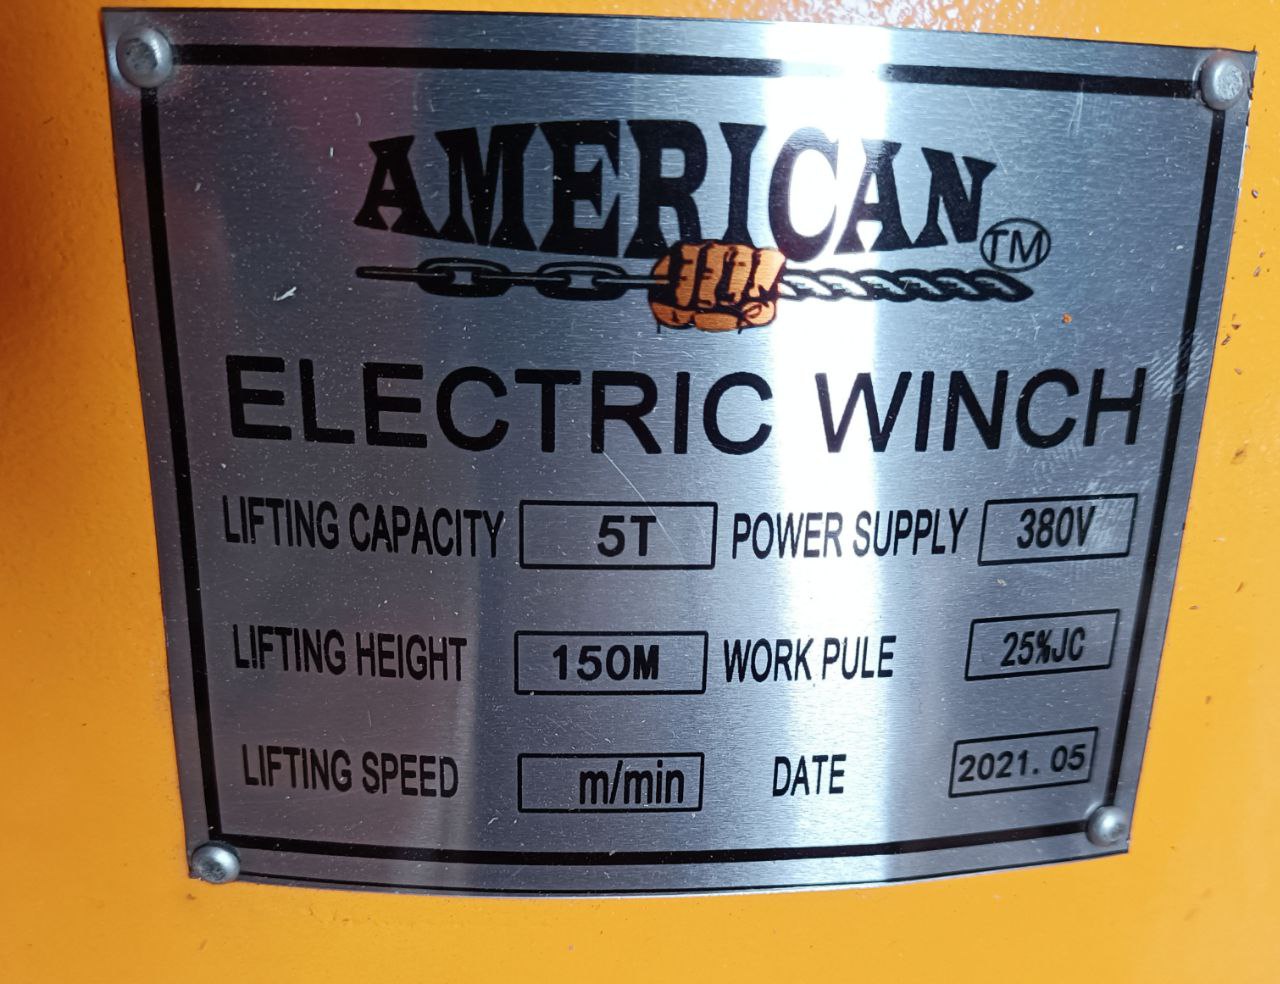 AMERICAN
TM
ELECTRIC WINCH
LIFTING CAPACITY 5T POWER SUPPLY 380V
LIFTING HEIGHT 150M WORK PULE 25%JC
LIFTING SPEED m/min DATE 2021.05